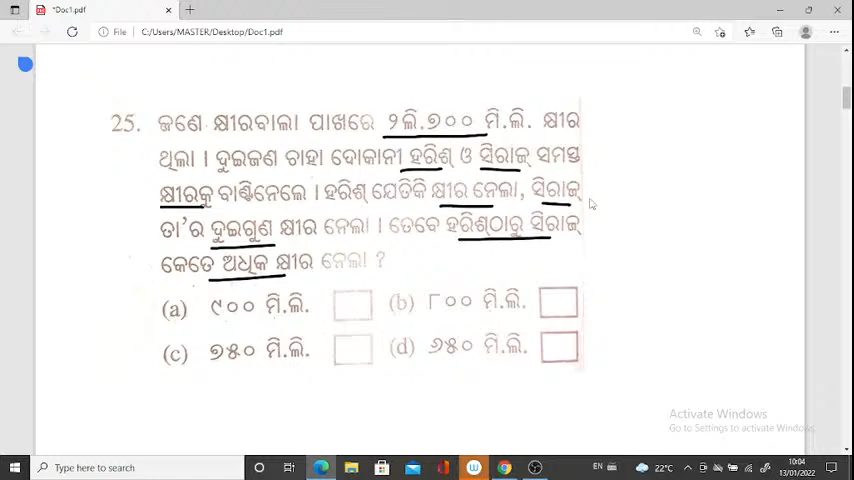 *Doc1.pdf
File
C:/Users/MASTER/Desktop/Doc1.pdf
25. ଜଣେ କ୍ଷୀରବାଲା ପାଖରେ ୨ଲି.୭୦୦ ମି.ଲି. କ୍ଷୀର
ଥିଲା । ଦୁଇଜଣ ଚାହା ଦୋକାନୀ ହରିଶ୍ ଓ ସିରାଜ୍ ସମସ୍ତ
କ୍ଷୀରକୁ ବାଣ୍ଟିନେଲେ । ହରିଶ୍ ଯେତିକି କ୍ଷୀର ନେଲା, ସିରାଜ୍
ତା'ର ଦୁଇଗୁଣ କ୍ଷୀର ନେଲା । ତେବେ ହରିଶ୍‌ଠାରୁ ସିରାଜ୍
କେତେ ଅଧିକ କ୍ଷୀର ନେଲା ?
(a) ୯୦୦ ମି.ଲି. (b) ୮୦୦ ମି.ଲି.
(c) ୭୫୦ ମି.ଲି. (d) ୬୫୦ ମି.ଲି.
Activate Windows
Go to Settings to activate Windows.
Type here to search
W
22°C
ENG
10:04
13/01/2022